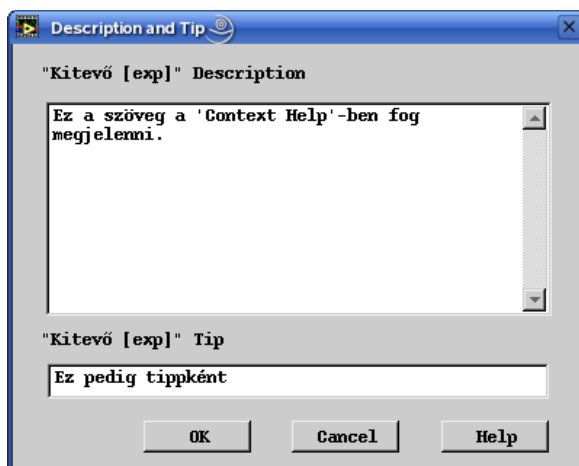 Description and Tip
"Kitevő [exp]" Description
Ez a szöveg a 'Context Help'-ben fog
megjelenni.
"Kitevő [exp]" Tip
Ez pedig tippként
OK Cancel Help